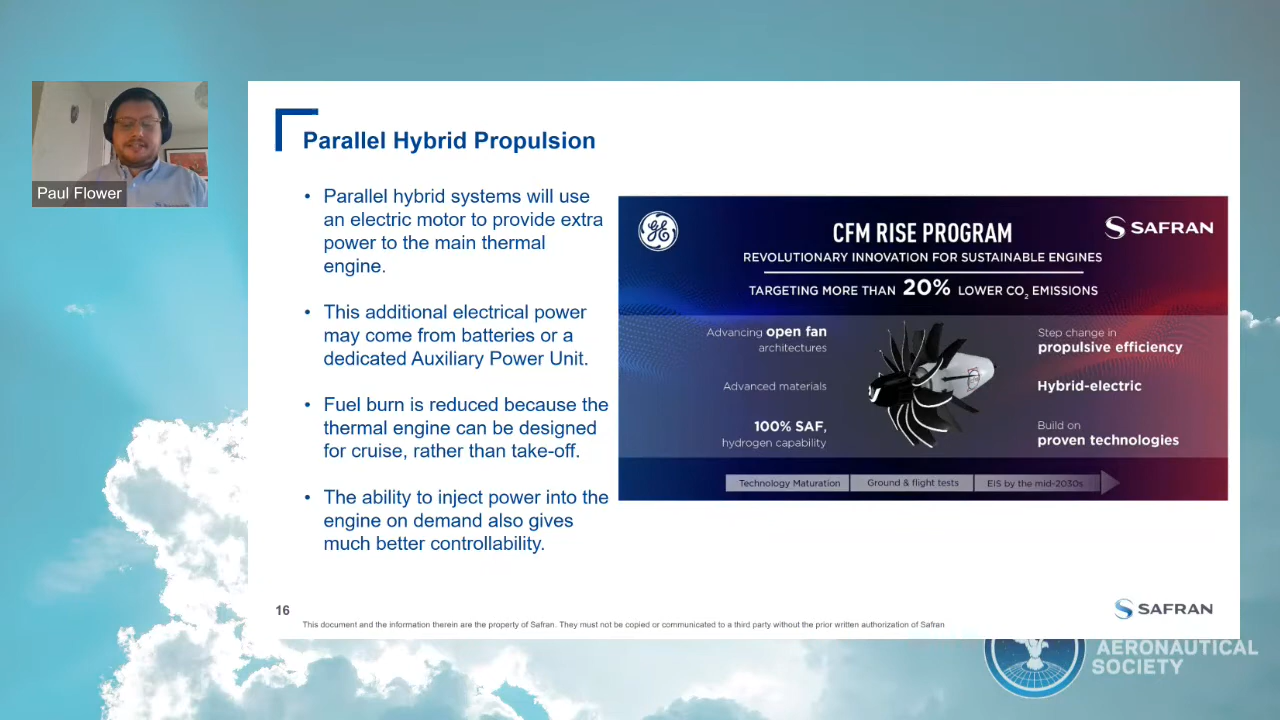 Paul Flower
Parallel Hybrid Propulsion
• Parallel hybrid systems will use
an electric motor to provide extra
power to the main thermal
engine.
• This additional electrical power
may come from batteries or a
dedicated Auxiliary Power Unit.
• Fuel burn is reduced because the
thermal engine can be designed
for cruise, rather than take-off.
• The ability to inject power into the
engine on demand also gives
much better controllability.
GE
SAFRAN
CFM RISE PROGRAM
REVOLUTIONARY INNOVATION FOR SUSTAINABLE ENGINES
TARGETING MORE THAN 20% LOWER CO₂ EMISSIONS
Advancing open fan
architectures
Advanced materials
100% SAF,
hydrogen capability
Step change in
propulsive efficiency
Hybrid-electric
Build on
proven technologies
Technology Maturation
Ground & flight tests
EIS by the mid-2030s
16
SAFRAN
This document and the information therein are the property of Safran. They must not be copied or communicated to a third party without the prior written authorization of Safran
AERONAUTICAL
SOCIETY